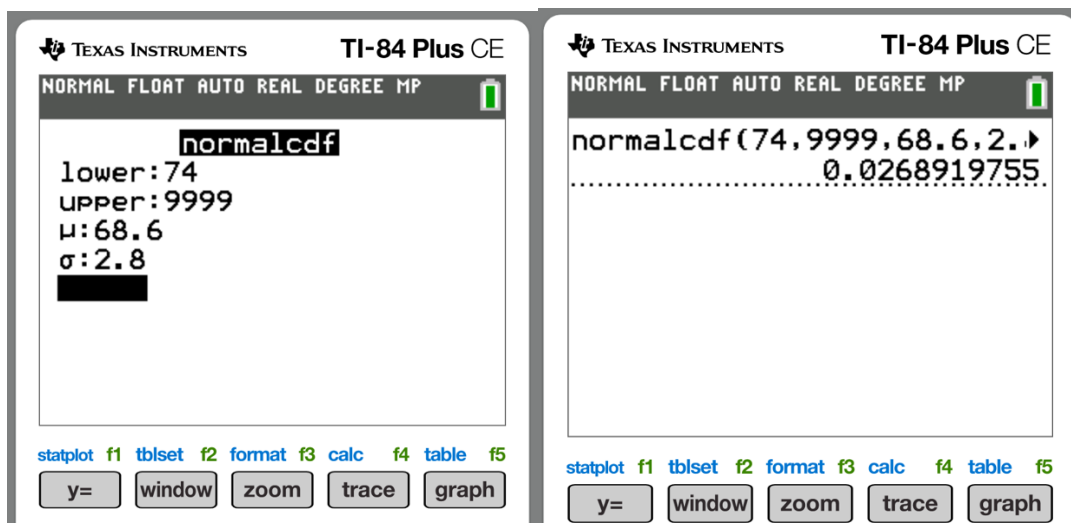 TEXAS INSTRUMENTS TI-84 Plus CE
NORMAL FLOAT AUTO REAL DEGREE MP
normalcdf
lower:74
upper:9999
μ:68.6
σ:2.8
statplot f1 tblset f2 format f3 calc f4 table f5
y= window zoom trace graph
TEXAS INSTRUMENTS TI-84 Plus CE
NORMAL FLOAT AUTO REAL DEGREE MP
normalcdf(74,9999,68.6,2.
0.0268919755
statplot f1 tblset f2 format f3 calc f4 table f5
y= window zoom trace graph